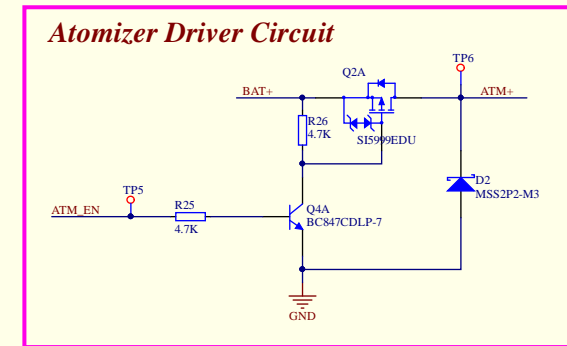 Atomizer Driver Circuit
TP6
Q2A
BAT+
ATM+
R26
4.7K
SI5999EDU
D2
MSS2P2-M3
TP5
ATM_EN
R25
4.7K
Q4A
BC847CDLP-7
GND